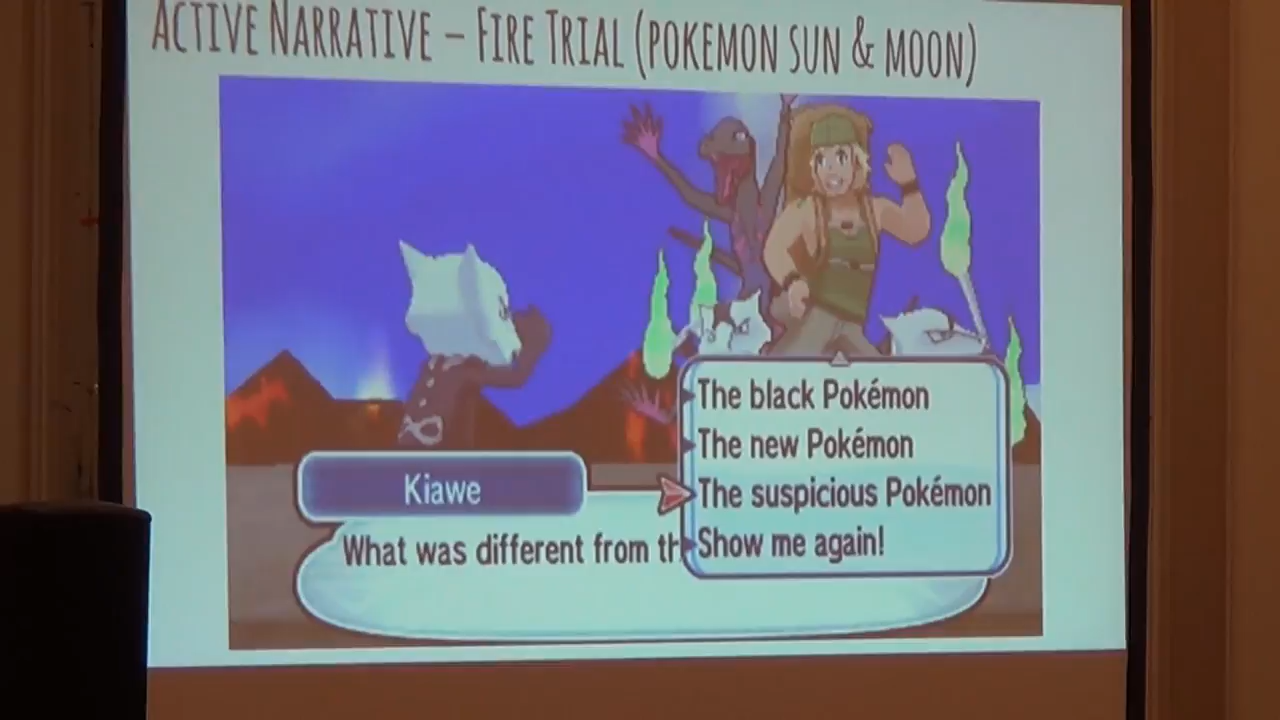 ACTIVE NARRATIVE – FIRE TRIAL (POKEMON SUN & MOON)
The black Pokémon
The new Pokémon
The suspicious Pokémon
Show me again!
Kiawe
What was different from th